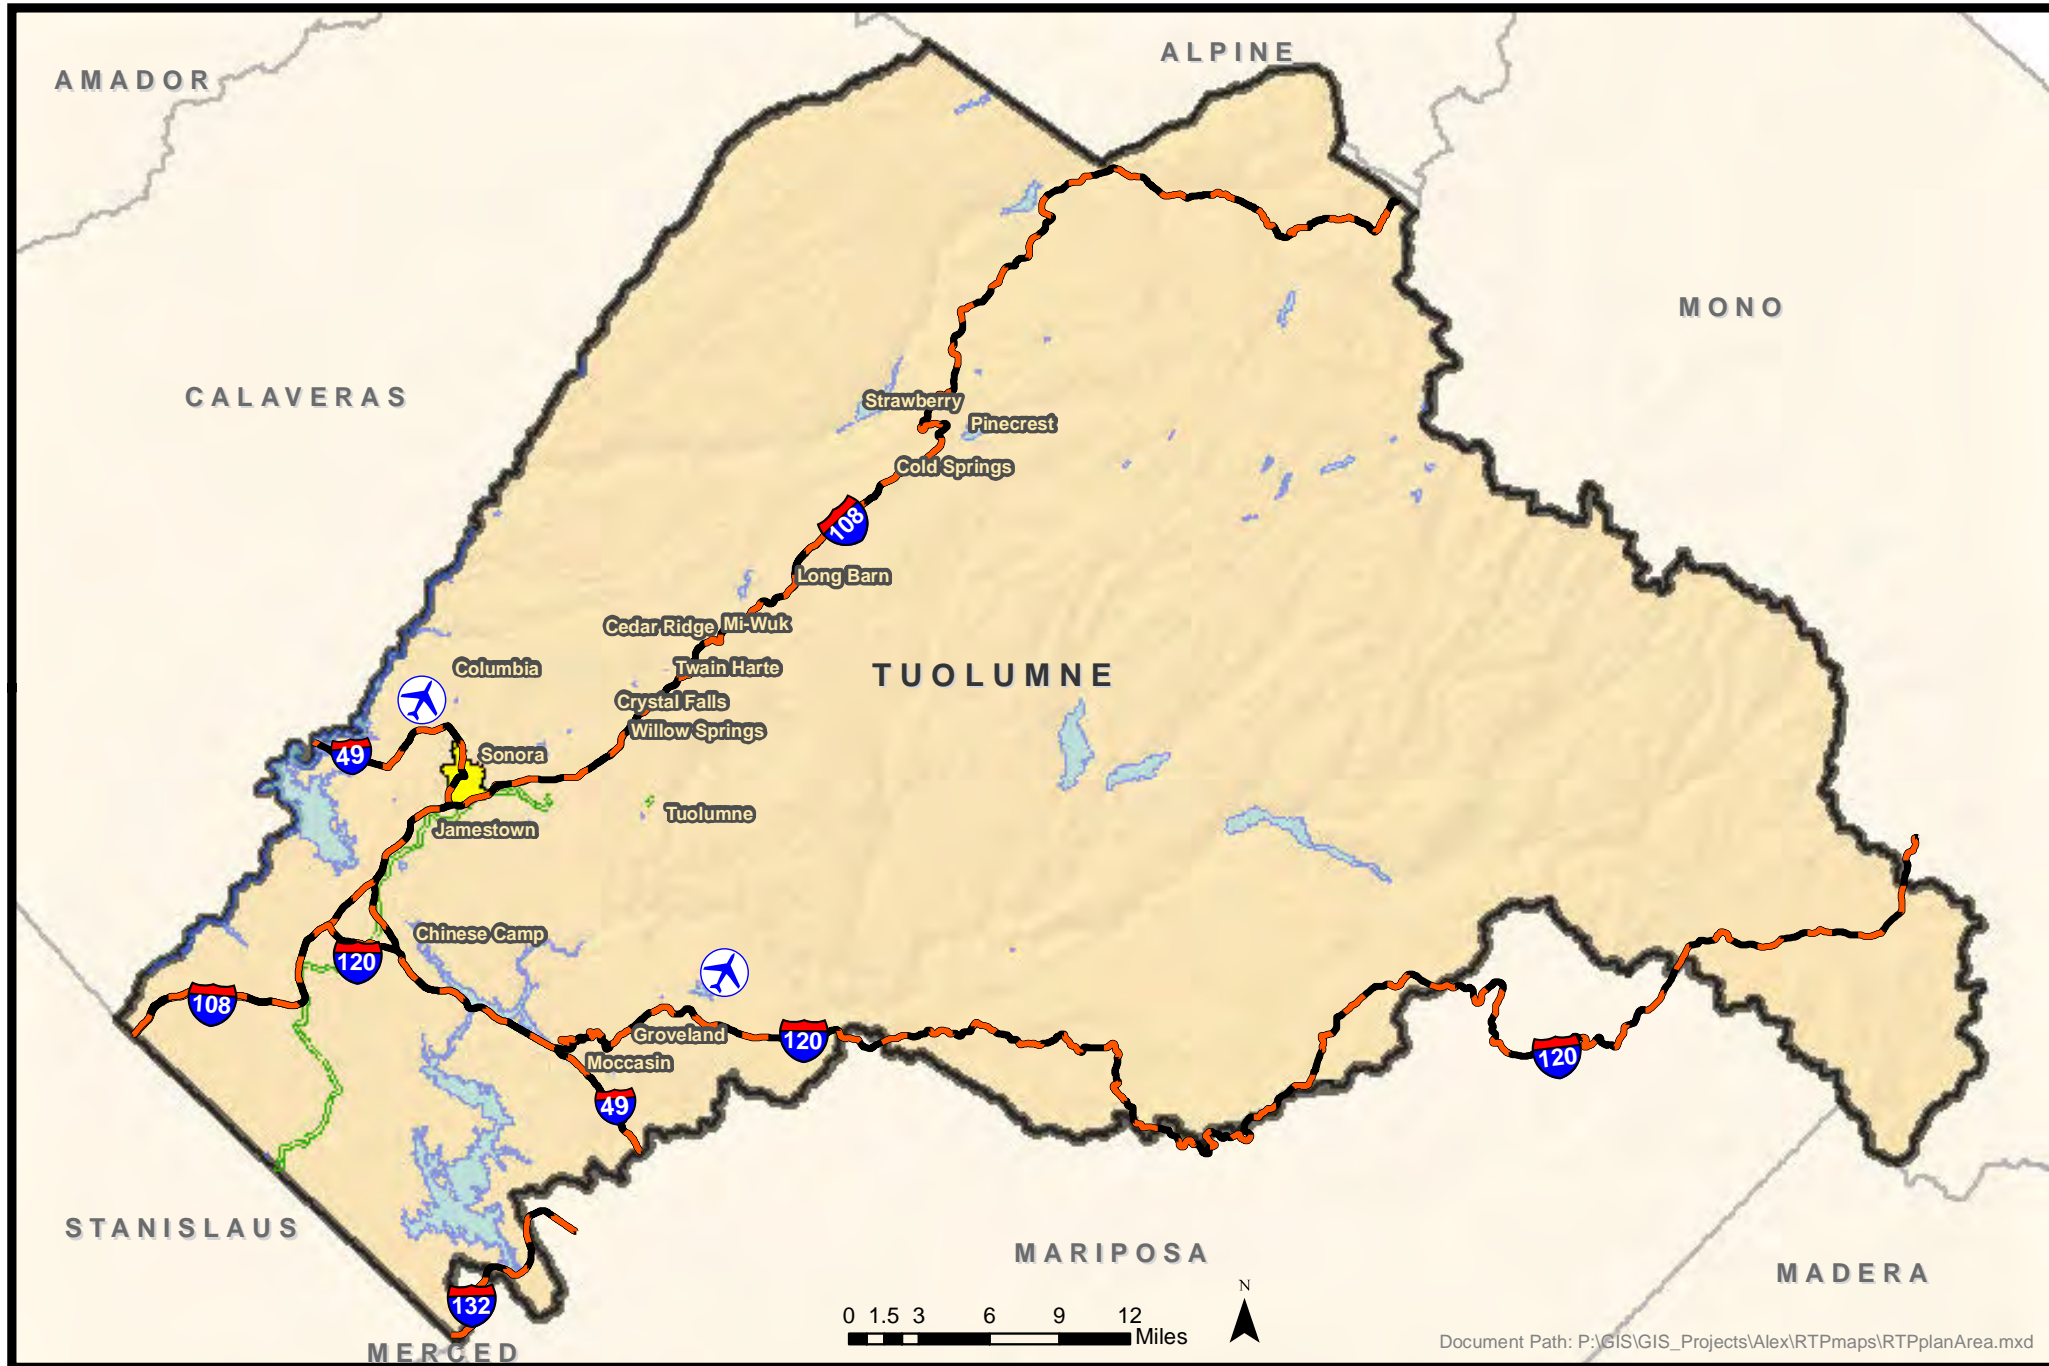 ALPINE
AMADOR
MONO
CALAVERAS
Strawberry
Pinecrest
Cold Springs
108
Long Barn
Cedar Ridge
Mi-Wuk
Columbia
Twain Harte
TUOLUMNE
Crystal Falls
Willow Springs
49
Sonora
Tuolumne
Jamestown
Chinese Camp
120
108
Groveland
120
120
Moccasin
49
STANISLAUS
MARIPOSA
MADERA
132
N
0 1.5 3 6 9 12
Miles
MERCED
Document Path: P:\GIS\GIS_Projects\Alex\RTPmaps\RTPplanArea.mxd